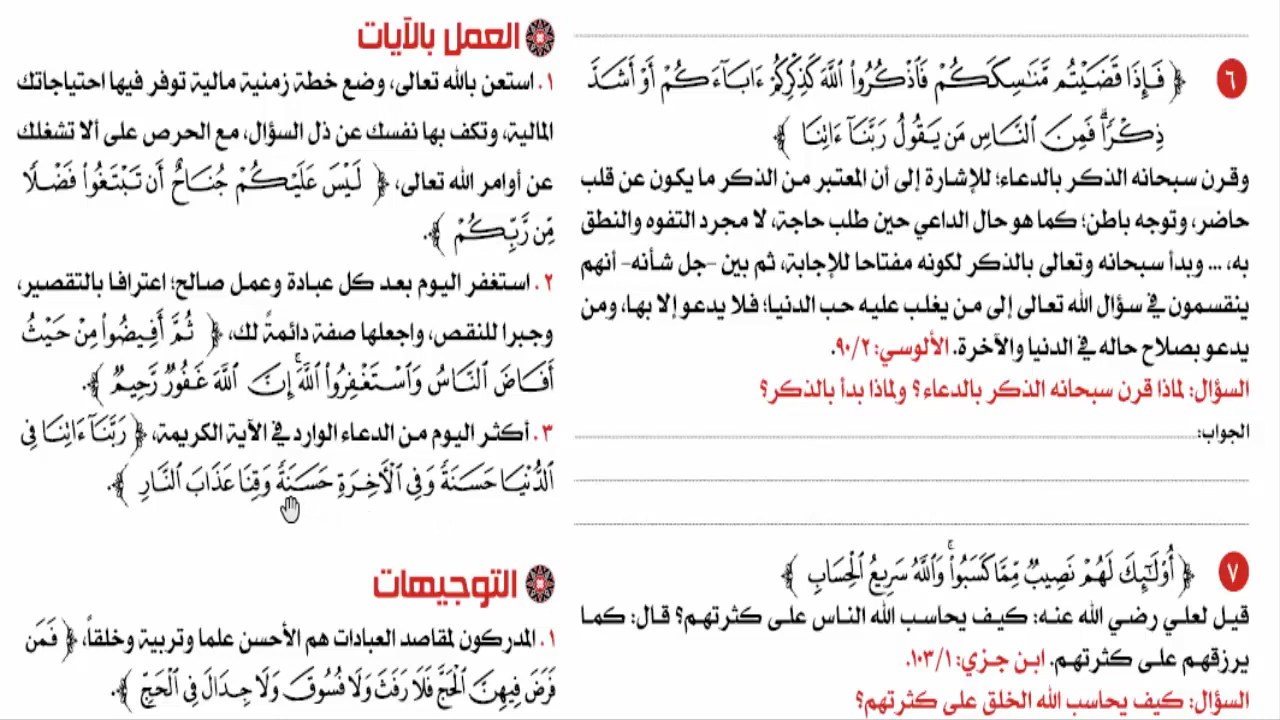 ٦
﴿ فَإِذَا قَضَيْتُم مَّنَٰسِكَكُمْ فَٱذْكُرُوا۟ ٱللَّهَ كَذِكْرِكُمْ ءَابَآءَكُمْ أَوْ أَشَدَّ
ذِكْرًا ۗ فَمِنَ ٱلنَّاسِ مَن يَقُولُ رَبَّنَآ ءَاتِنَا ﴾
وقرن سبحانه الذكر بالدعاء؛ للإشارة إلى أن المعتبر من الذكر ما يكون عن قلب
حاضر، وتوجه باطن؛ كما هو حال الداعي حين طلب حاجة، لا مجرد التفوه والنطق
به، ... وبدأ سبحانه وتعالى بالذكر لكونه مفتاحا للإجابة، ثم بين -جل شأنه- أنهم
ينقسمون في سؤال الله تعالى إلى من يغلب عليه حب الدنيا؛ فلا يدعو إلا بها، ومن
يدعو بصلاح حاله في الدنيا والآخرة. الألوسي: ٩٠/٢.
السؤال: لماذا قرن سبحانه الذكر بالدعاء؟ ولماذا بدأ بالذكر؟
الجواب:
٧
﴿ أُو۟لَٰٓئِكَ لَهُمْ نَصِيبٌ مِّمَّا كَسَبُوا۟ ۚ وَٱللَّهُ سَرِيعُ ٱلْحِسَابِ ﴾
قيل لعلي رضي الله عنه: كيف يحاسب الله الناس على كثرتهم؟ قال: كما
يرزقهم على كثرتهم. ابن جزي: ١٠٣/١.
السؤال: كيف يحاسب الله الخلق على كثرتهم؟
العمل بالآيات
١. استعن بالله تعالى، وضع خطة زمنية مالية توفر فيها احتياجاتك
المالية، وتكف بها نفسك عن ذل السؤال، مع الحرص على ألا تشغلك
عن أوامر الله تعالى، ﴿ لَيْسَ عَلَيْكُمْ جُنَاحٌ أَن تَبْتَغُوا۟ فَضْلًا
مِّن رَّبِّكُمْ ﴾.
٢. استغفر اليوم بعد كل عبادة وعمل صالح؛ اعترافا بالتقصير،
وجبرا للنقص، واجعلها صفة دائمةً لك، ﴿ ثُمَّ أَفِيضُوا۟ مِنْ حَيْثُ
أَفَاضَ ٱلنَّاسُ وَٱسْتَغْفِرُوا۟ ٱللَّهَ ۚ إِنَّ ٱللَّهَ غَفُورٌ رَّحِيمٌ ﴾.
٣. أكثر اليوم من الدعاء الوارد في الآية الكريمة، ﴿ رَبَّنَآ ءَاتِنَا فِى
ٱلدُّنْيَا حَسَنَةً وَفِى ٱلْءَاخِرَةِ حَسَنَةً وَقِنَا عَذَابَ ٱلنَّارِ ﴾.
التوجيهات
١. المدركون لمقاصد العبادات هم الأحسن علما وتربية وخلقاً، ﴿ فَمَن
فَرَضَ فِيهِنَّ ٱلْحَجَّ فَلَا رَفَثَ وَلَا فُسُوقَ وَلَا جِدَالَ فِى ٱلْحَجِّ ﴾.